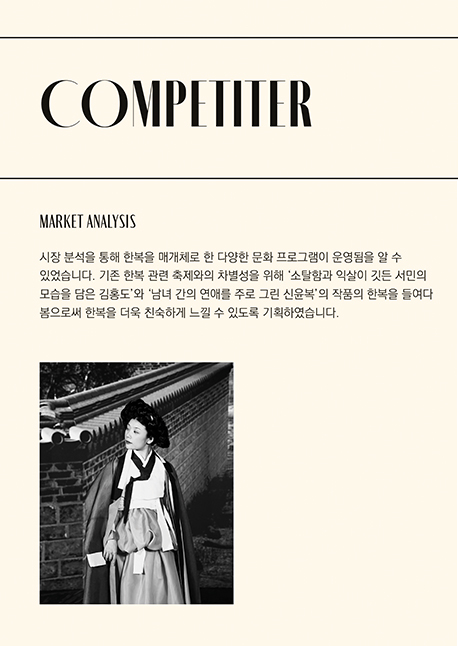 COMPETITER
MARKET ANALYSIS
시장 분석을 통해 한복을 매개체로 한 다양한 문화 프로그램이 운영됨을 알 수
있었습니다. 기존 한복 관련 축제와의 차별성을 위해 '소탈함과 익살이 깃든 서민의
모습을 담은 김홍도'와 '남녀 간의 연애를 주로 그린 신윤복'의 작품의 한복을 들여다
봄으로써 한복을 더욱 친숙하게 느낄 수 있도록 기획하였습니다.